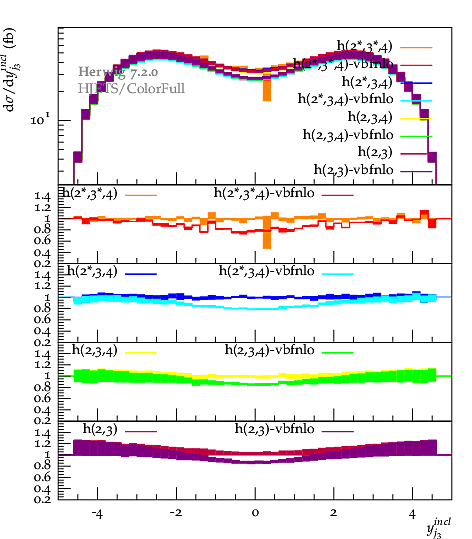 dσ/dy_{j_3}^{incl} (fb)
10^1
Herwig 7.2.0
HJETS/ColorFull
h(2*,3*,4)
h(2*,3*,4)-vbfnlo
h(2*,3,4)
h(2*,3,4)-vbfnlo
h(2,3,4)
h(2,3,4)-vbfnlo
h(2,3)
h(2,3)-vbfnlo
h(2*,3*,4) h(2*,3*,4)-vbfnlo
1.4
1.2
1
0.8
0.6
0.4
0.2
h(2*,3,4) h(2*,3,4)-vbfnlo
1.4
1.2
1
0.8
0.6
0.4
0.2
h(2,3,4) h(2,3,4)-vbfnlo
1.4
1.2
1
0.8
0.6
0.4
0.2
h(2,3) h(2,3)-vbfnlo
1.4
1.2
1
0.8
0.6
0.4
0.2
-4 -2 0 2 4
y_{j_3}^{incl}